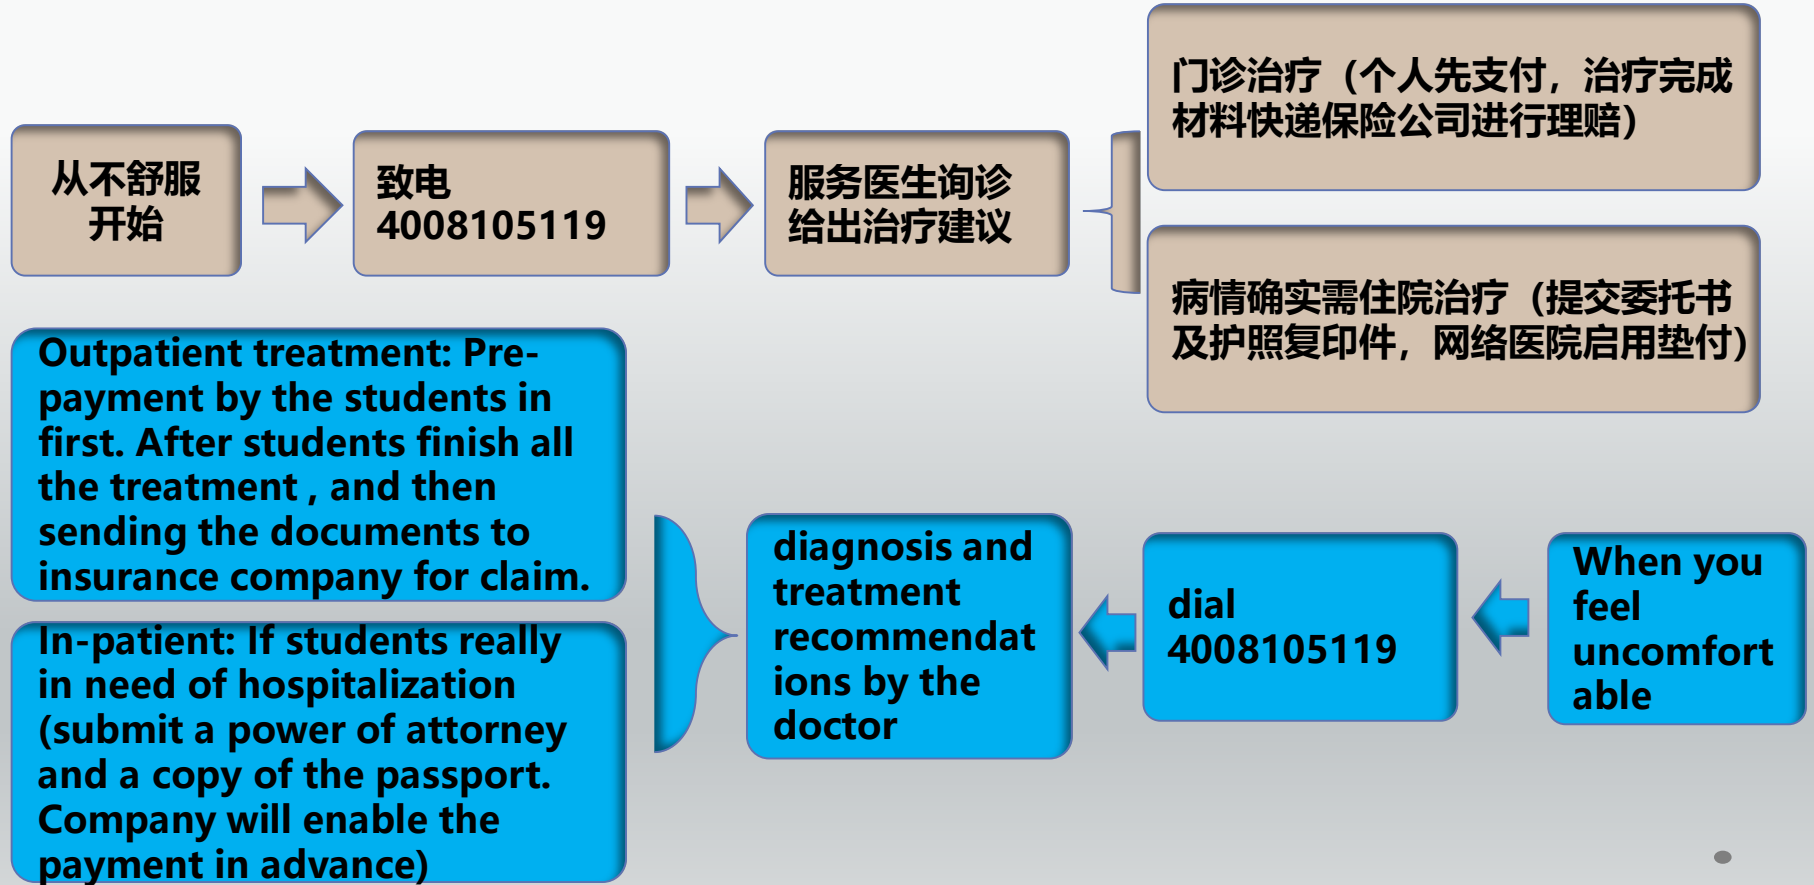 从不舒服
开始
致电
4008105119
服务医生询诊
给出治疗建议
门诊治疗（个人先支付，治疗完成
材料快递保险公司进行理赔）
病情确实需住院治疗（提交委托书
及护照复印件，网络医院启用垫付）
Outpatient treatment: Pre-
payment by the students in
first. After students finish all
the treatment , and then
sending the documents to
insurance company for claim.
In-patient: If students really
in need of hospitalization
(submit a power of attorney
and a copy of the passport.
Company will enable the
payment in advance)
diagnosis and
treatment
recommendat
ions by the
doctor
dial
4008105119
When you
feel
uncomfort
able